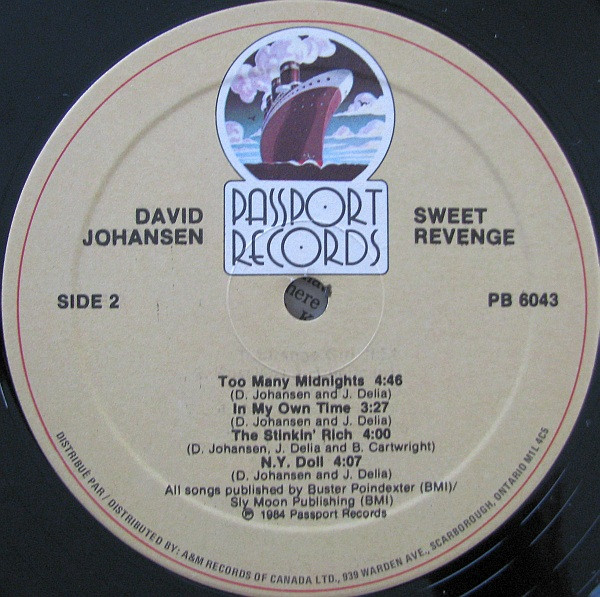 PASSPORT
RECORDS
DAVID
JOHANSEN
SWEET
REVENGE
SIDE 2
PB 6043
here
Too Many Midnights 4:46
(D. Johansen and J. Delia)
In My Own Time 3:27
(D. Johansen and J. Delia)
The Stinkin' Rich 4:00
(D. Johansen, J. Delia and B. Cartwright)
N.Y. Doll 4:07
(D. Johansen and J. Delia)
All songs published by Buster Poindexter (BMI)/
Sly Moon Publishing (BMI)
℗ 1984 Passport Records
DISTRIBUÉ PAR / DISTRIBUTED BY: A&M RECORDS OF CANADA LTD., 939 WARDEN AVE., SCARBOROUGH, ONTARIO M1L 4C5